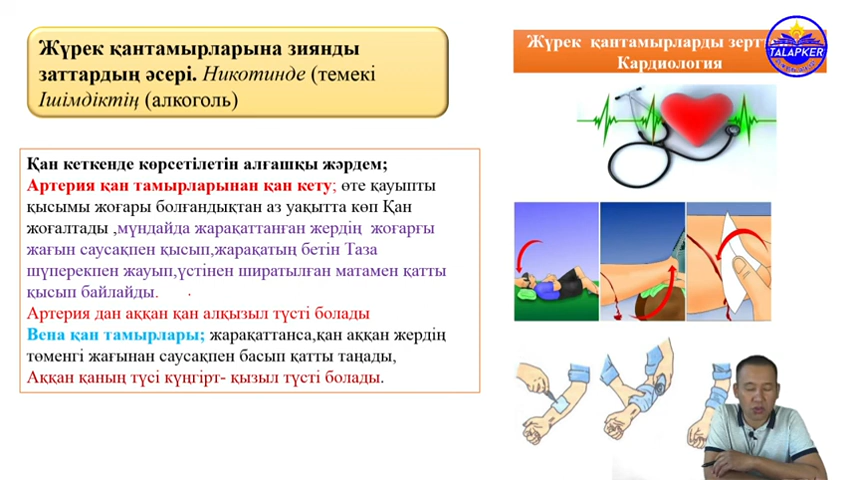 Жүрек қантамырларына зиянды
заттардың әсері. Никотинде (темекі
Ішімдіктің (алкоголь)
Жүрек қантамырларды зерт
Кардиология
TALAPKER
Қан кеткенде көрсетілетін алғашқы жәрдем;
Артерия қан тамырларынан қан кету; өте қауыпты
қысымы жоғары болғандықтан аз уақытта көп Қан
жоғалтады ,мұндайда жарақаттанған жердің жоғарғы
жағын саусақпен қысып,жарақатың бетін Таза
шүперекпен жауып,үстінен ширатылған матамен қатты
қысып байлайды.
Артерия дан аққан қан алқызыл түсті болады
Вена қан тамырлары; жарақаттанса,қан аққан жердің
төменгі жағынан саусақпен басып қатты таңады,
Аққан қаның түсі күңгірт- қызыл түсті болады.